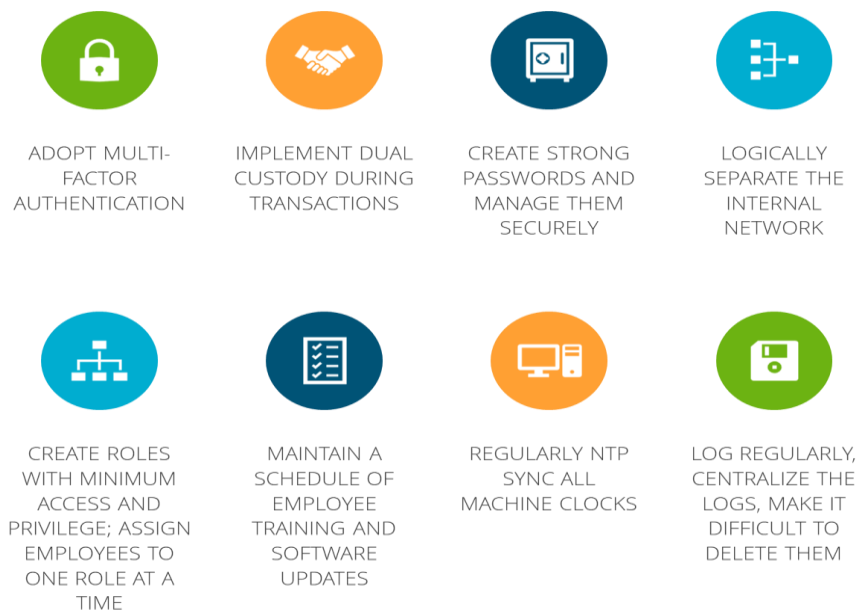 ADOPT MULTI-
FACTOR
AUTHENTICATION
IMPLEMENT DUAL
CUSTODY DURING
TRANSACTIONS
CREATE STRONG
PASSWORDS AND
MANAGE THEM
SECURELY
LOGICALLY
SEPARATE THE
INTERNAL
NETWORK
CREATE ROLES
WITH MINIMUM
ACCESS AND
PRIVILEGE; ASSIGN
EMPLOYEES TO
ONE ROLE AT A
TIME
MAINTAIN A
SCHEDULE OF
EMPLOYEE
TRAINING AND
SOFTWARE
UPDATES
REGULARLY NTP
SYNC ALL
MACHINE CLOCKS
LOG REGULARLY,
CENTRALIZE THE
LOGS, MAKE IT
DIFFICULT TO
DELETE THEM